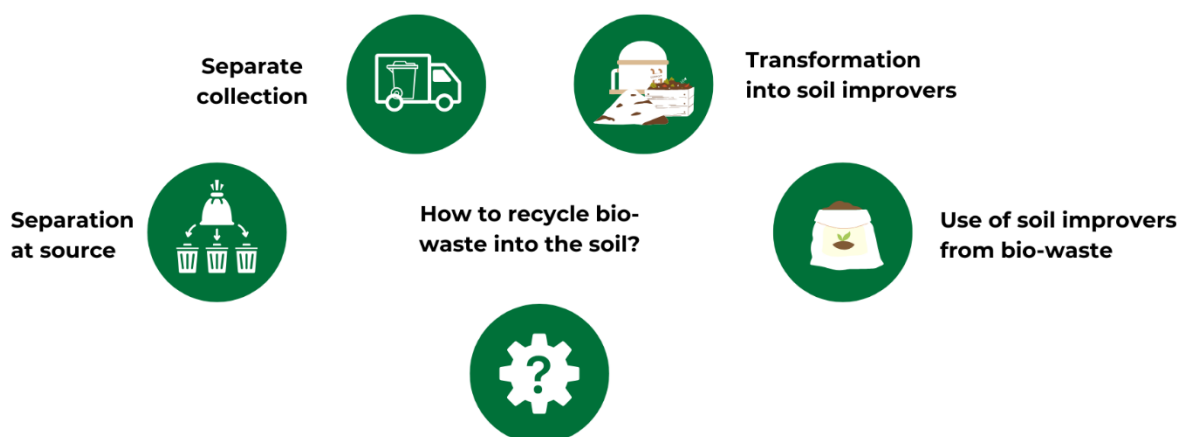 Separate
collection
Transformation
into soil improvers
Separation
at source
How to recycle bio-
waste into the soil?
Use of soil improvers
from bio-waste
?